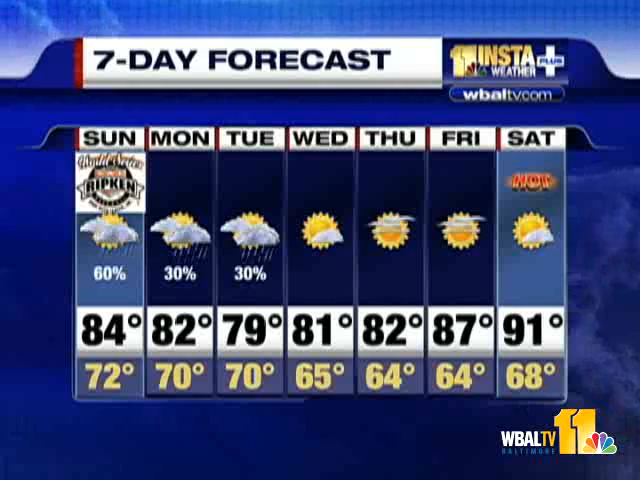 7-DAY FORECAST
11 INSTA
WEATHER PLUS
wbaltv.com
SUN MON TUE WED THU FRI SAT
World Series
RIPKEN
HOT
60% 30% 30%
84° 82° 79° 81° 82° 87° 91°
72° 70° 70° 65° 64° 64° 68°
WBALTV 11
BALTIMORE